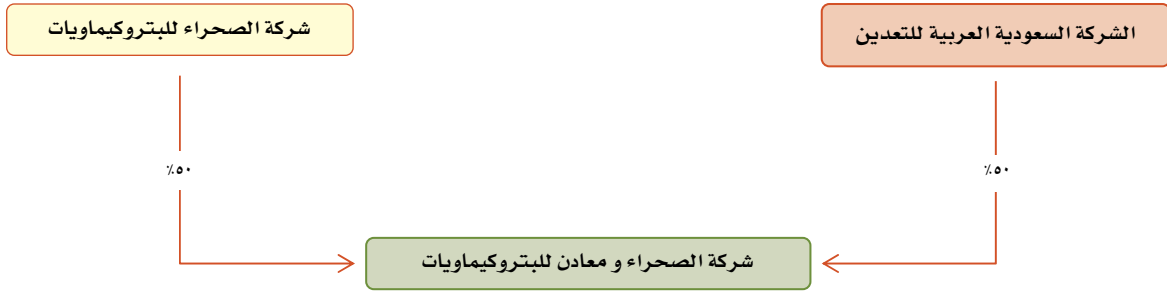 الشركة السعودية العربية للتعدين
شركة الصحراء للبتروكيماويات
٪٥٠
٪٥٠
شركة الصحراء و معادن للبتروكيماويات